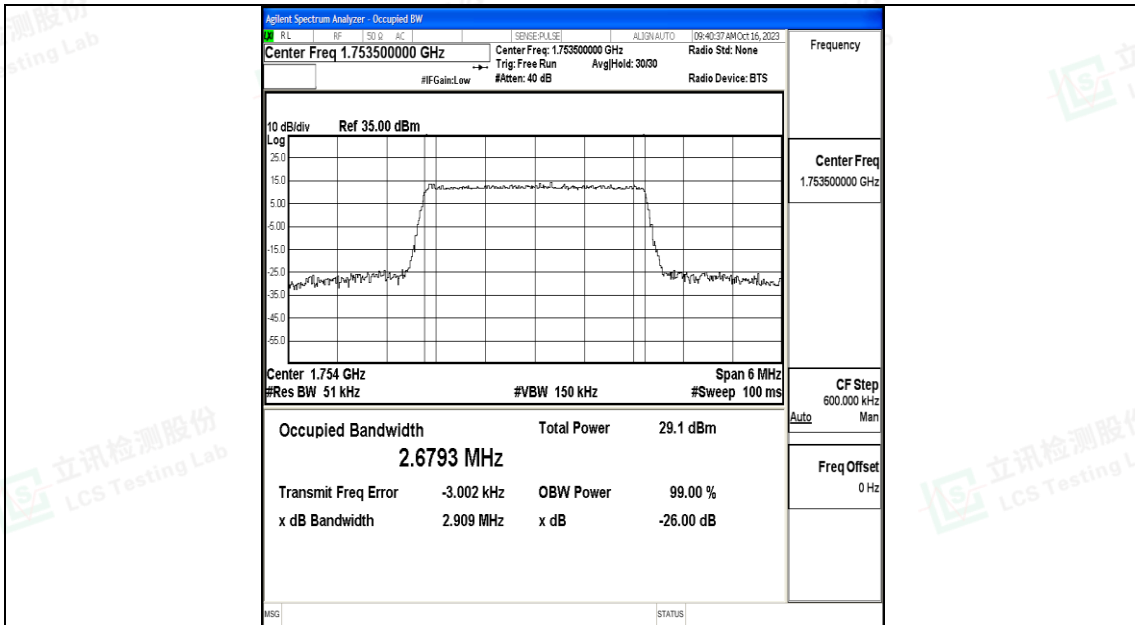 Agilent Spectrum Analyzer - Occupied BW
RL RF 50 Ω AC SENSE:PULSE ALIGN AUTO 09:40:37 AM Oct 16, 2023
Center Freq 1.753500000 GHz
Center Freq: 1.753500000 GHz
Radio Std: None
Trig: Free Run Avg|Hold: 30/30
#IFGain:Low #Atten: 40 dB Radio Device: BTS
Frequency
10 dB/div Ref 35.00 dBm
Log
25.0
15.0
5.00
-5.00
-15.0
-25.0
-35.0
-45.0
-55.0
Center 1.754 GHz Span 6 MHz
#Res BW 51 kHz #VBW 150 kHz #Sweep 100 ms
Center Freq
1.753500000 GHz
CF Step
600.000 kHz
Auto Man
Freq Offset
0 Hz
Occupied Bandwidth Total Power 29.1 dBm
2.6793 MHz
Transmit Freq Error -3.002 kHz OBW Power 99.00 %
x dB Bandwidth 2.909 MHz x dB -26.00 dB
MSG STATUS
立讯检测股份
LCS Testing Lab
立讯检测股份
LCS Testing L